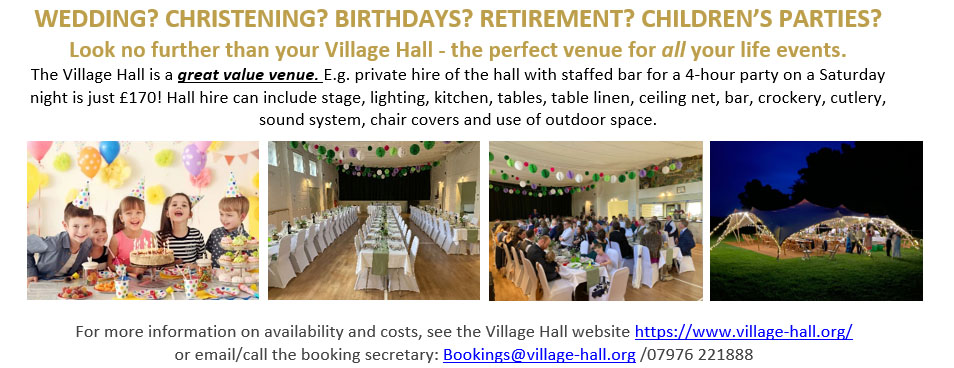 WEDDING? CHRISTENING? BIRTHDAYS? RETIREMENT? CHILDREN’S PARTIES?
Look no further than your Village Hall - the perfect venue for all your life events.
The Village Hall is a great value venue. E.g. private hire of the hall with staffed bar for a 4-hour party on a Saturday
night is just £170! Hall hire can include stage, lighting, kitchen, tables, table linen, ceiling net, bar, crockery, cutlery,
sound system, chair covers and use of outdoor space.
For more information on availability and costs, see the Village Hall website https://www.village-hall.org/
or email/call the booking secretary: Bookings@village-hall.org /07976 221888